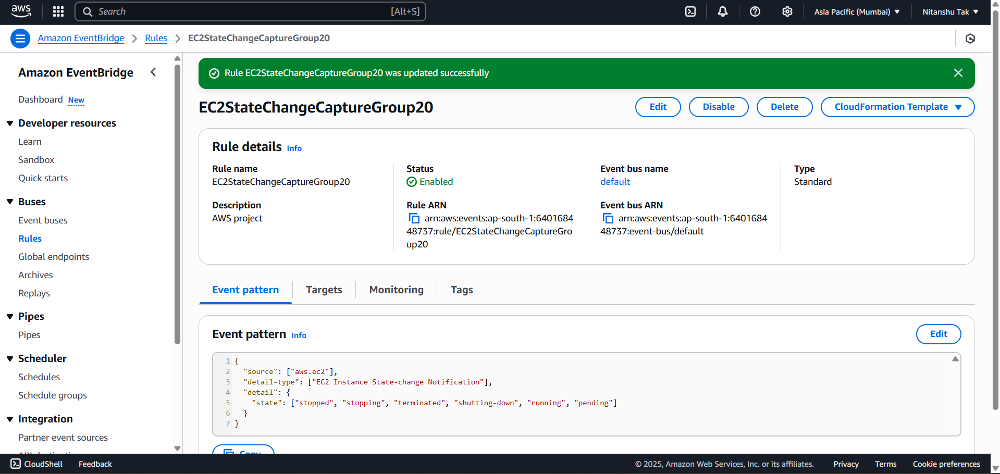 aws
Search
[Alt+S]
Asia Pacific (Mumbai)
Nitanshu Tak
Amazon EventBridge
Rules
EC2StateChangeCaptureGroup20
Amazon EventBridge
Dashboard New
Developer resources
Learn
Sandbox
Quick starts
Buses
Event buses
Rules
Global endpoints
Archives
Replays
Pipes
Pipes
Scheduler
Schedules
Schedule groups
Integration
Partner event sources
Rule EC2StateChangeCaptureGroup20 was updated successfully
EC2StateChangeCaptureGroup20
Edit
Disable
Delete
CloudFormation Template
Rule details Info
Rule name
EC2StateChangeCaptureGroup20
Description
AWS project
Status
Enabled
Rule ARN
arn:aws:events:ap-south-1:6401684
48737:rule/EC2StateChangeCaptureGro
up20
Event bus name
default
Event bus ARN
arn:aws:events:ap-south-1:6401684
48737:event-bus/default
Type
Standard
Event pattern
Targets
Monitoring
Tags
Event pattern Info
Edit
1 {
2 "source": ["aws.ec2"],
3 "detail-type": ["EC2 Instance State-change Notification"],
4 "detail": {
5 "state": ["stopped", "stopping", "terminated", "shutting-down", "running", "pending"]
6 }
7 }
Copy
CloudShell
Feedback
© 2025, Amazon Web Services, Inc. or its affiliates.
Privacy
Terms
Cookie preferences